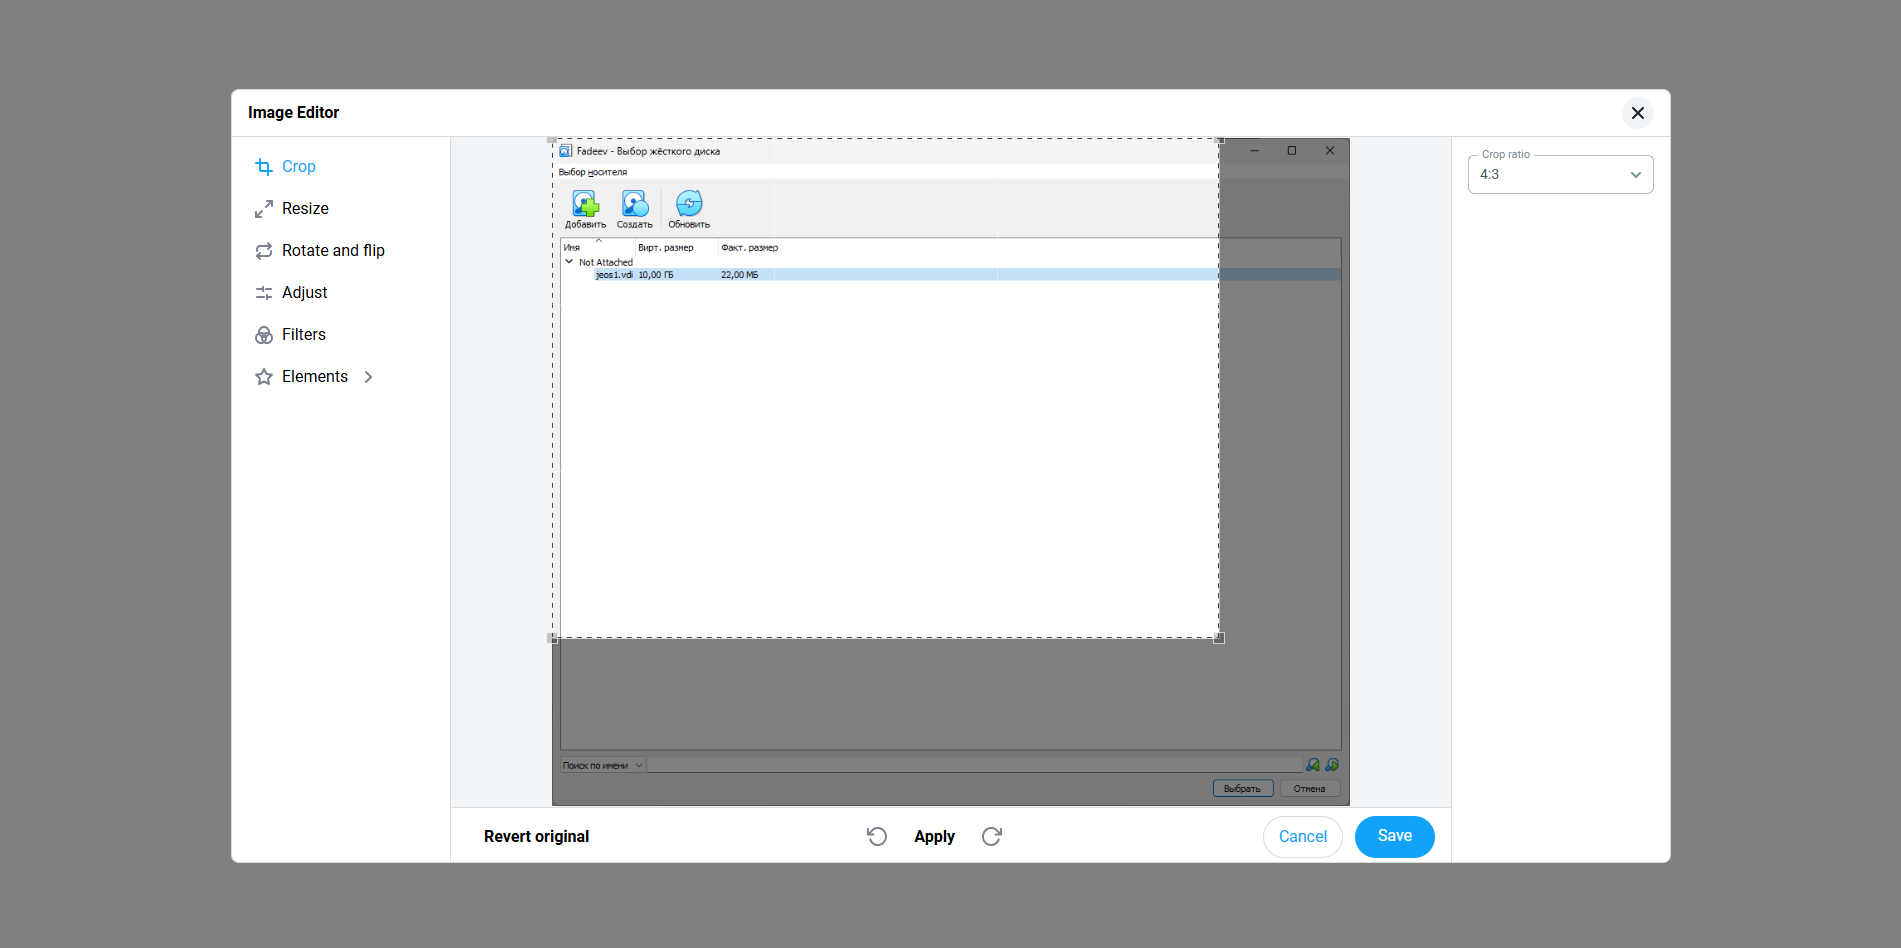 Image Editor
Crop
Resize
Rotate and flip
Adjust
Filters
Elements
Fadeev - Выбор жёсткого диска
Выбор носителя
Добавить Создать Обновить
Имя Вирт. размер Факт. размер
Not Attached
jeos1.vdi 10,00 ГБ 22,00 МБ
Поиск по имени
Выбрать Отмена
Crop ratio
4:3
Revert original Apply Cancel Save